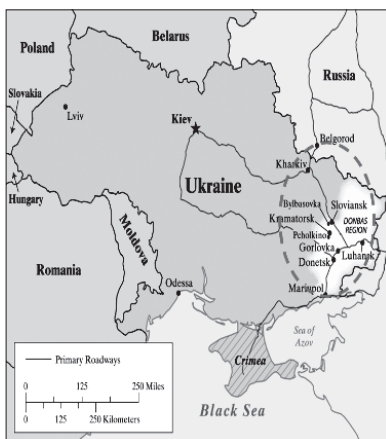 Poland
Belarus
Russia
Slovakia
Lviv
Kiev
Belgorod
Kharkiv
Hungary
Ukraine
Bylbasovka
Sloviansk
Kramatorsk
DONBAS
REGION
Pcholkino
Moldova
Gorlovka
Luhansk
Romania
Donetsk
Odessa
Mariupol
Primary Roadways
Sea of
Azov
0 125 250 Miles
Crimea
0 125 250 Kilometers
Black Sea